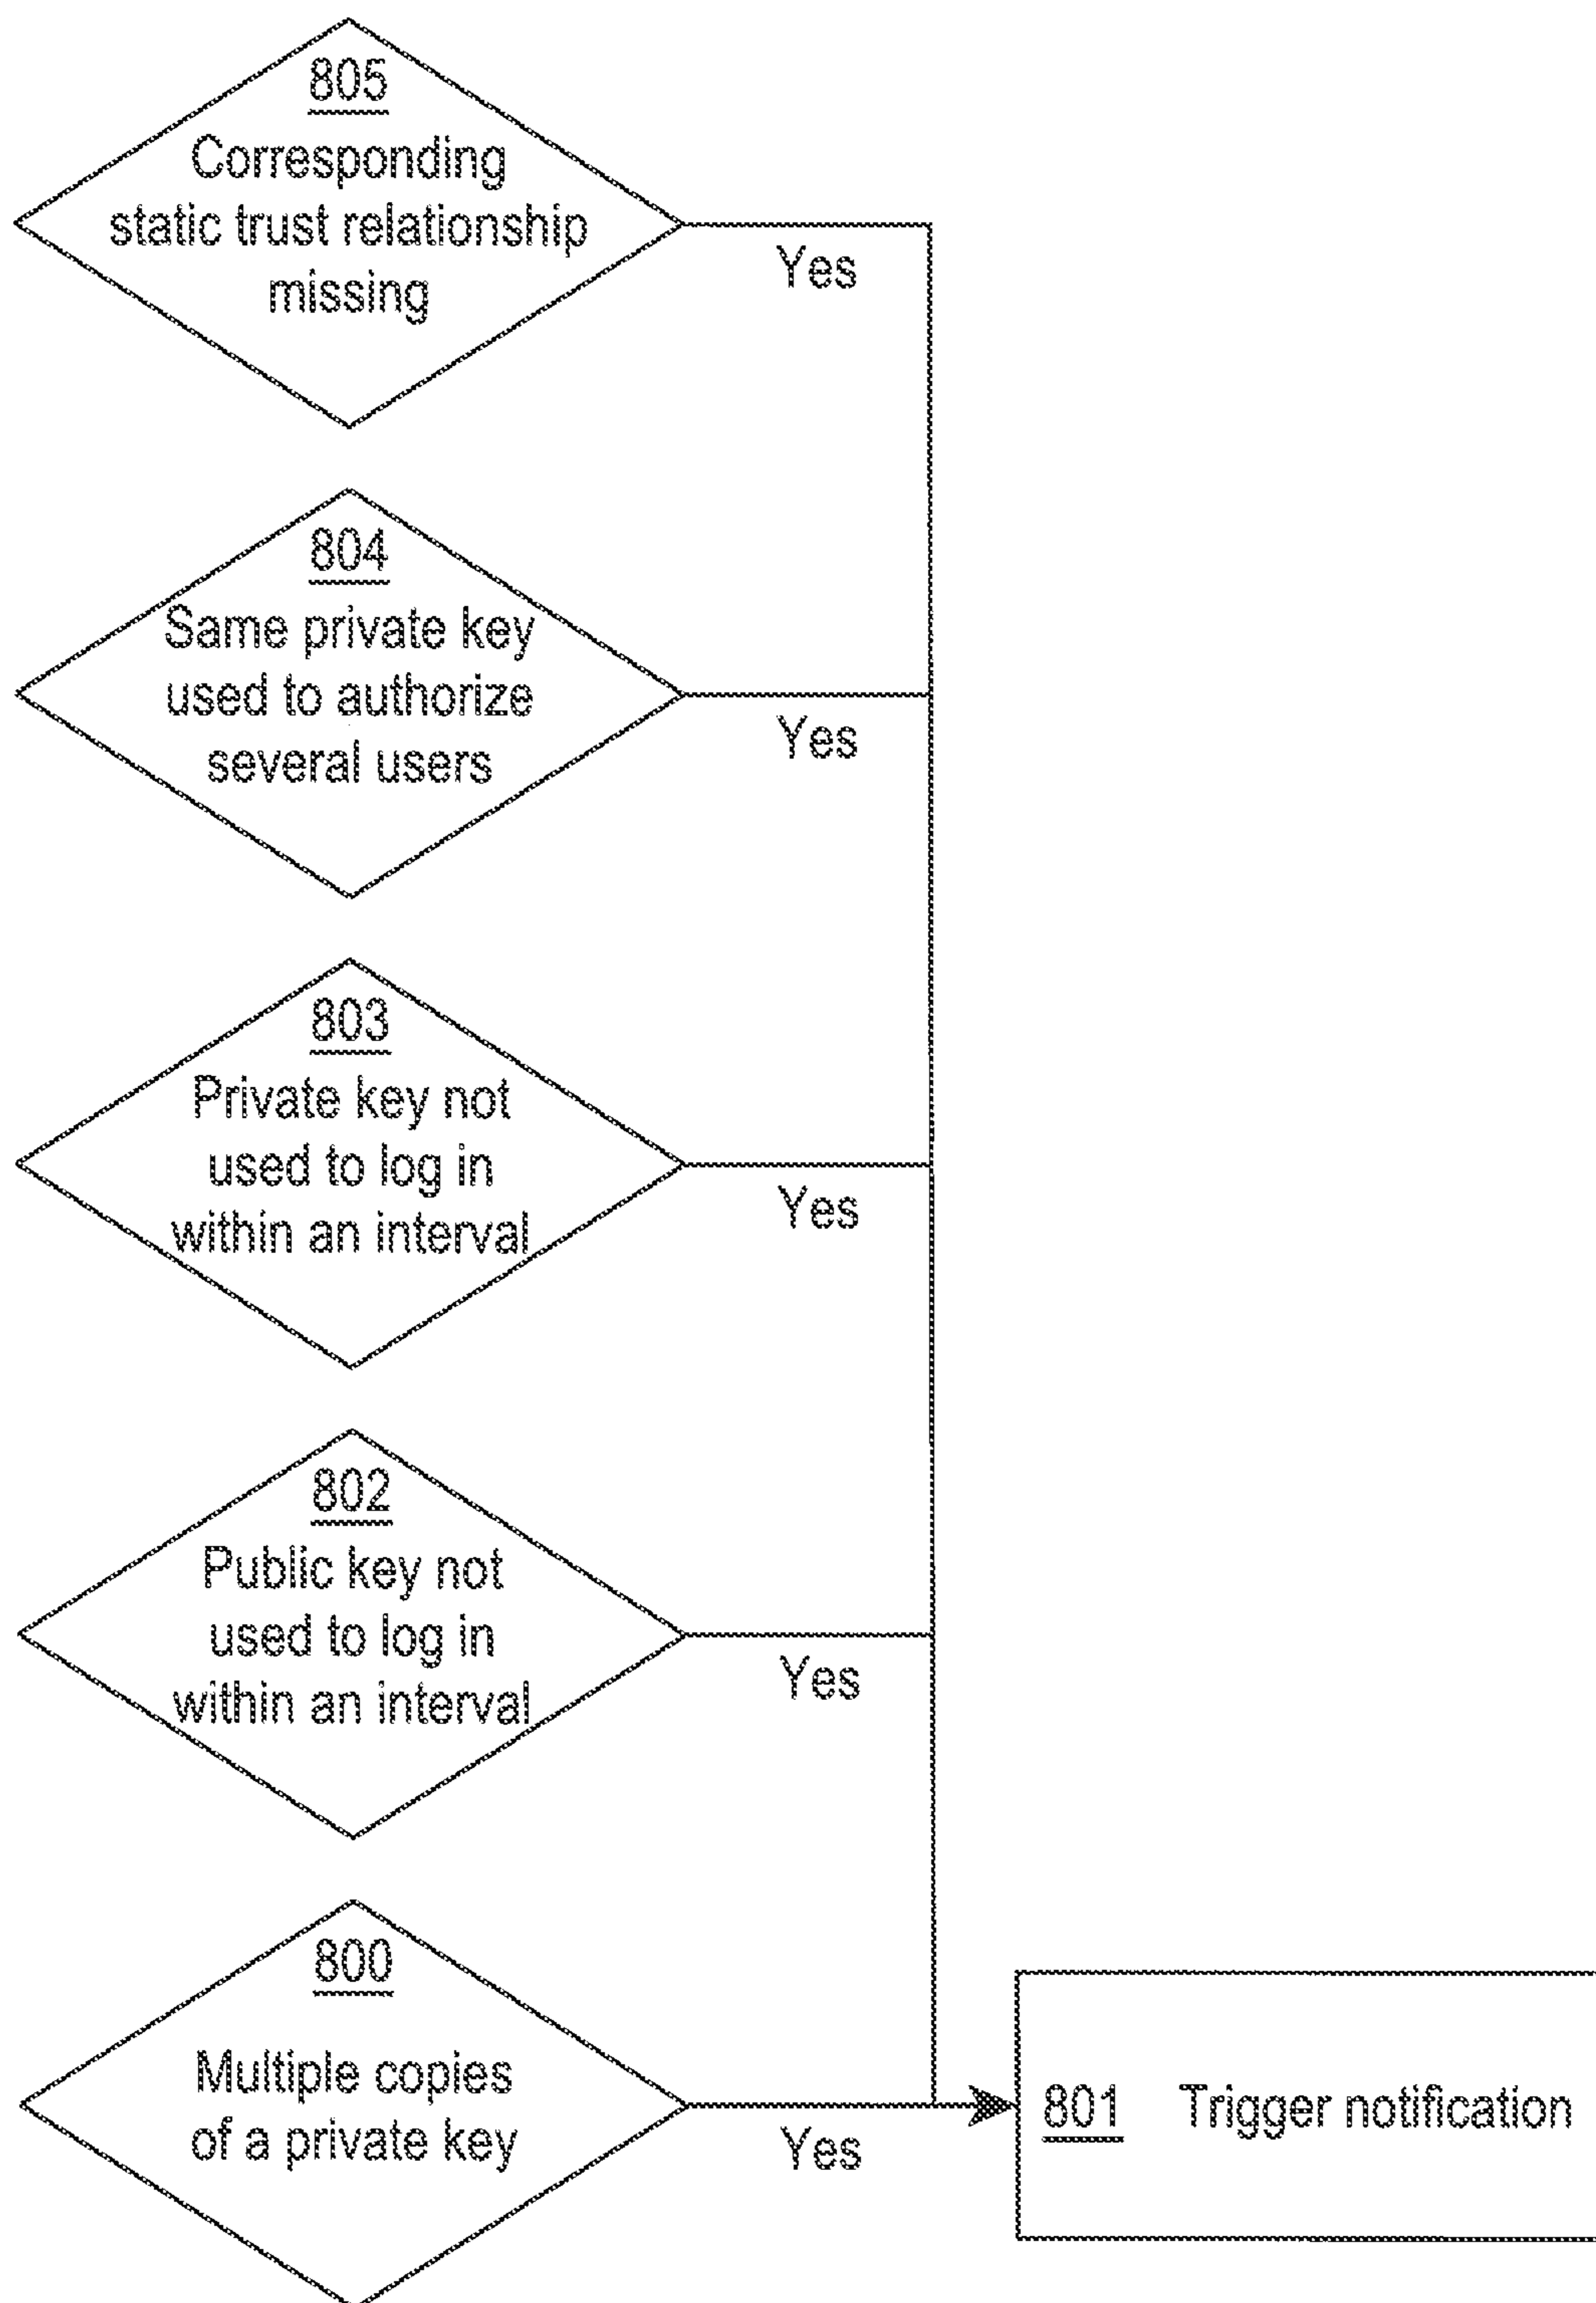 805
Corresponding
static trust relationship
missing
Yes
804
Same private key
used to authorize
several users
Yes
803
Private key not
used to log in
within an interval
Yes
802
Public key not
used to log in
within an interval
Yes
800
Multiple copies
of a private key
Yes
801 Trigger notification